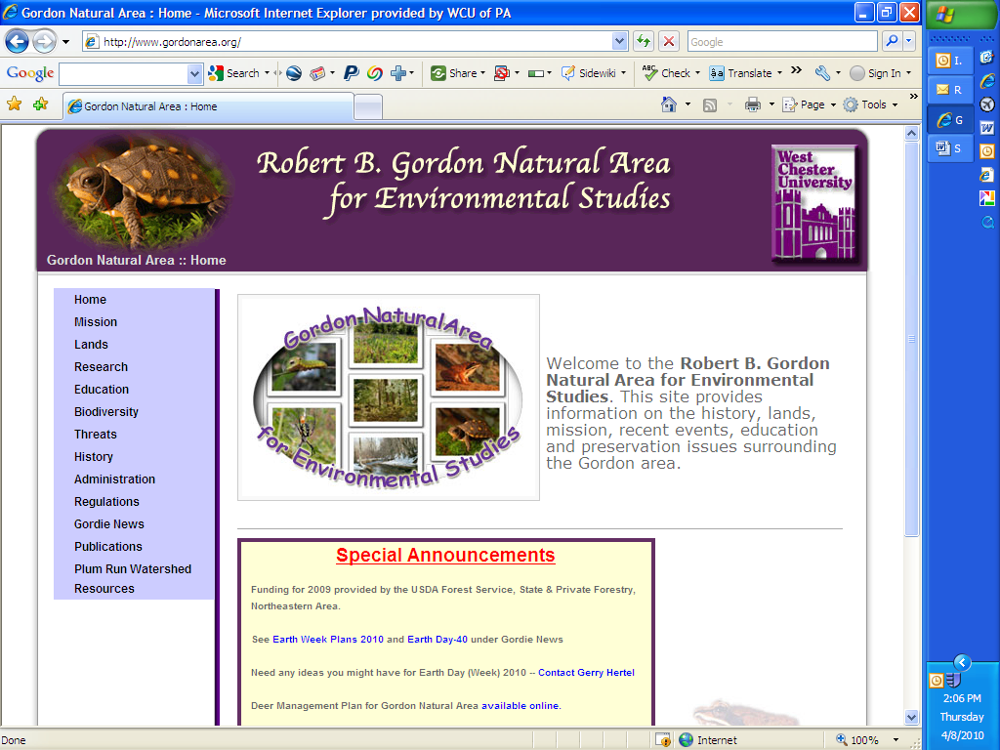 Gordon Natural Area : Home - Microsoft Internet Explorer provided by WCU of PA
http://www.gordonarea.org/
Google
Google
Search
Share
Sidewiki
ABC
Check
āa Translate
Sign In
Gordon Natural Area : Home
Page
Tools
Robert B. Gordon Natural Area
for Environmental Studies
West
Chester
University
Gordon Natural Area :: Home
Home
Mission
Lands
Research
Education
Biodiversity
Threats
History
Administration
Regulations
Gordie News
Publications
Plum Run Watershed
Resources
Gordon Natural Area
for Environmental Studies
Welcome to the Robert B. Gordon
Natural Area for Environmental
Studies. This site provides
information on the history, lands,
mission, recent events, education
and preservation issues surrounding
the Gordon area.
Special Announcements
Funding for 2009 provided by the USDA Forest Service, State & Private Forestry,
Northeastern Area.
See Earth Week Plans 2010 and Earth Day-40 under Gordie News
Need any ideas you might have for Earth Day (Week) 2010 -- Contact Gerry Hertel
Deer Management Plan for Gordon Natural Area available online.
Done
Internet
100%
I.
R
G
S
2:06 PM
Thursday
4/8/2010